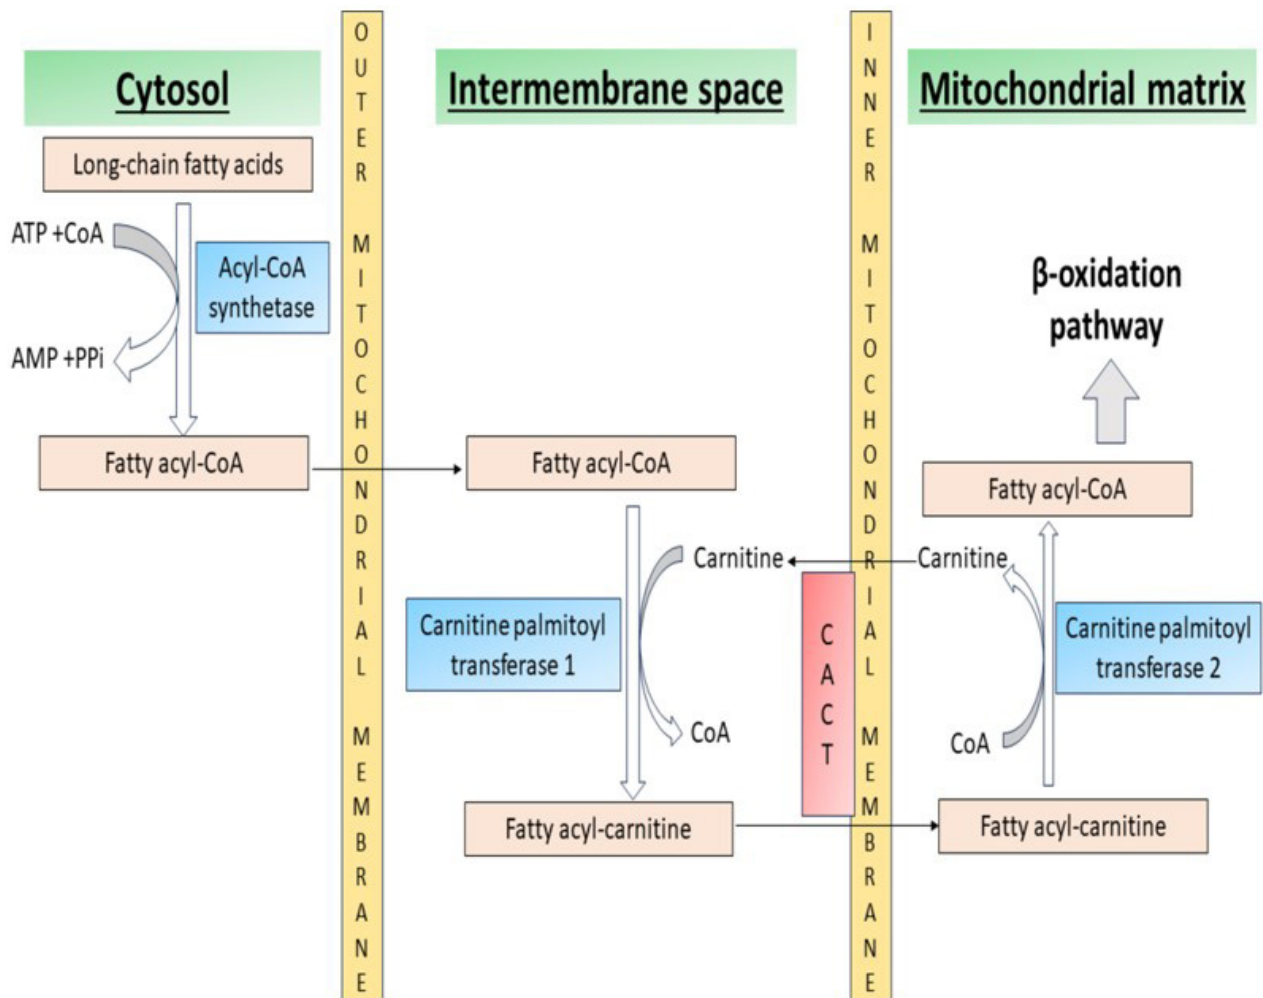 Cytosol
Long-chain fatty acids
ATP +CoA
Acyl-CoA
synthetase
AMP +PPi
Fatty acyl-CoA
OUTER MITOCHONDRIAL MEMBRANE
Intermembrane space
Fatty acyl-CoA
Carnitine
Carnitine palmitoyl
transferase 1
CoA
Fatty acyl-carnitine
CACT
INNER MITOCHONDRIAL MEMBRANE
Mitochondrial matrix
β-oxidation
pathway
Fatty acyl-CoA
Carnitine
Carnitine palmitoyl
transferase 2
CoA
Fatty acyl-carnitine